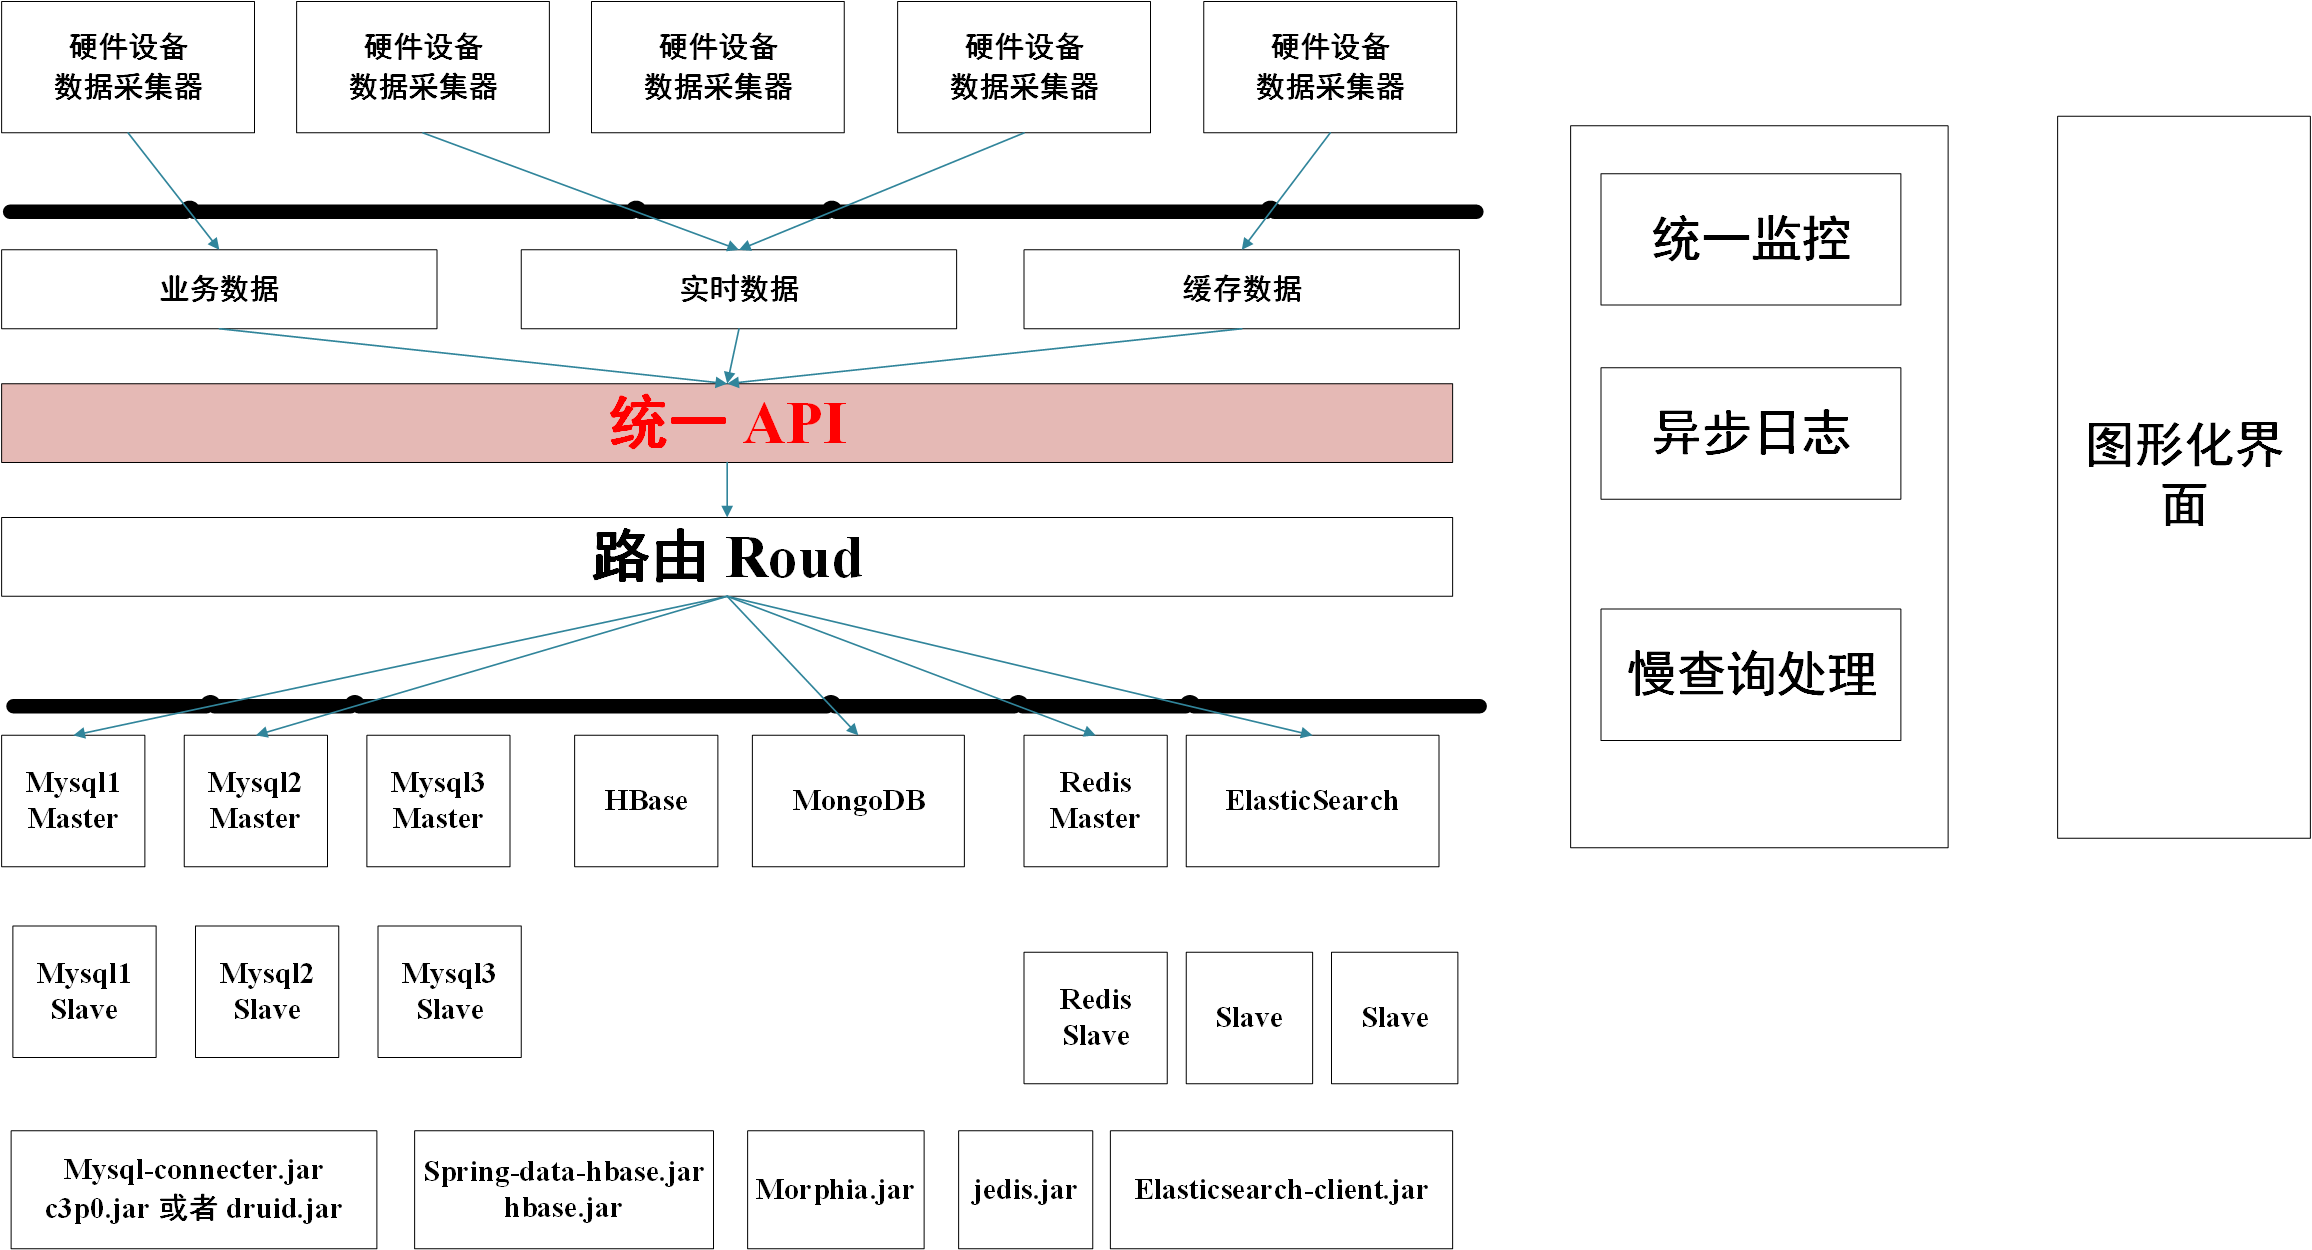 硬件设备
数据采集器
硬件设备
数据采集器
硬件设备
数据采集器
硬件设备
数据采集器
硬件设备
数据采集器
业务数据
实时数据
缓存数据
统一 API
路由 Roud
Mysql1
Master
Mysql2
Master
Mysql3
Master
HBase
MongoDB
Redis
Master
ElasticSearch
Mysql1
Slave
Mysql2
Slave
Mysql3
Slave
Redis
Slave
Slave
Slave
Mysql-connecter.jar
c3p0.jar 或者 druid.jar
Spring-data-hbase.jar
hbase.jar
Morphia.jar
jedis.jar
Elasticsearch-client.jar
统一监控
异步日志
慢查询处理
图形化界
面